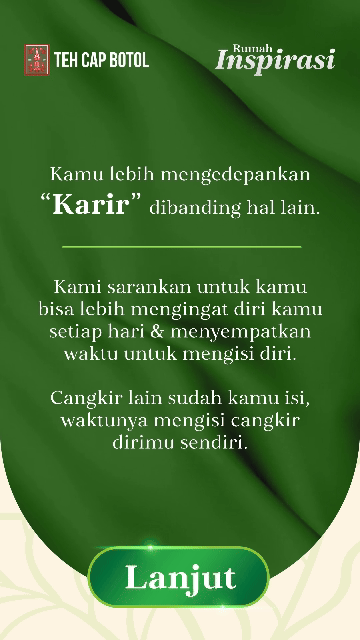 TEH CAP BOTOL
Rumah
Inspirasi
Kamu lebih mengedepankan
“Karir” dibanding hal lain.
Kami sarankan untuk kamu
bisa lebih mengingat diri kamu
setiap hari & menyempatkan
waktu untuk mengisi diri.
Cangkir lain sudah kamu isi,
waktunya mengisi cangkir
dirimu sendiri.
Lanjut